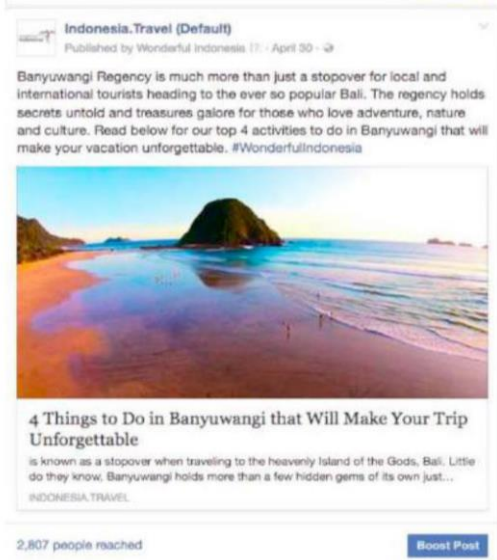 Indonesia.Travel (Default)
Published by Wonderful Indonesia · April 30 ·
Banyuwangi Regency is much more than just a stopover for local and
international tourists heading to the ever so popular Bali. The regency holds
secrets untold and treasures galore for those who love adventure, nature
and culture. Read below for our top 4 activities to do in Banyuwangi that will
make your vacation unforgettable. #WonderfulIndonesia
4 Things to Do in Banyuwangi that Will Make Your Trip
Unforgettable
is known as a stopover when traveling to the heavenly Island of the Gods, Bali. Little
do they know, Banyuwangi holds more than a few hidden gems of its own just...
INDONESIA.TRAVEL
2,807 people reached
Boost Post